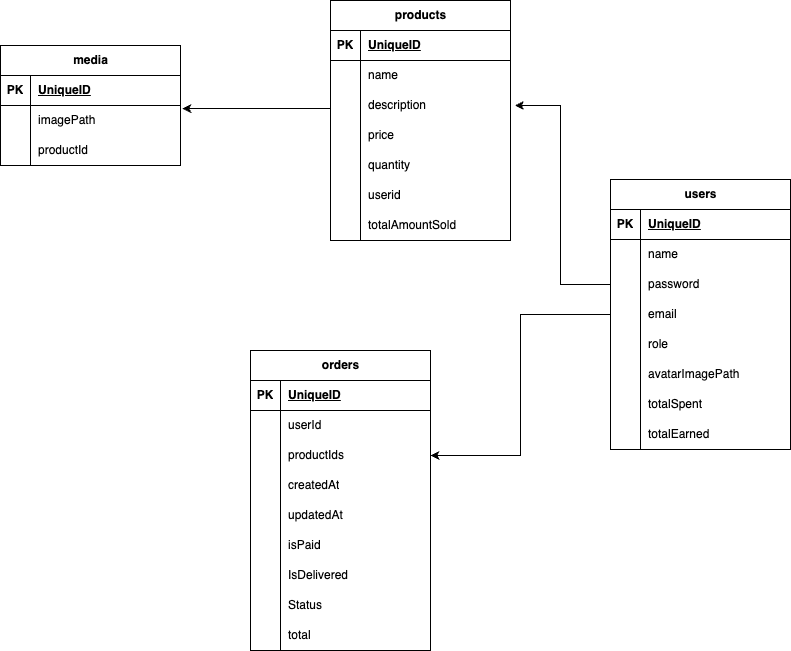 products
PK UniqueID
name
description
price
quantity
userid
totalAmountSold
media
PK UniqueID
imagePath
productId
users
PK UniqueID
name
password
email
role
avatarImagePath
totalSpent
totalEarned
orders
PK UniqueID
userId
productIds
createdAt
updatedAt
isPaid
IsDelivered
Status
total